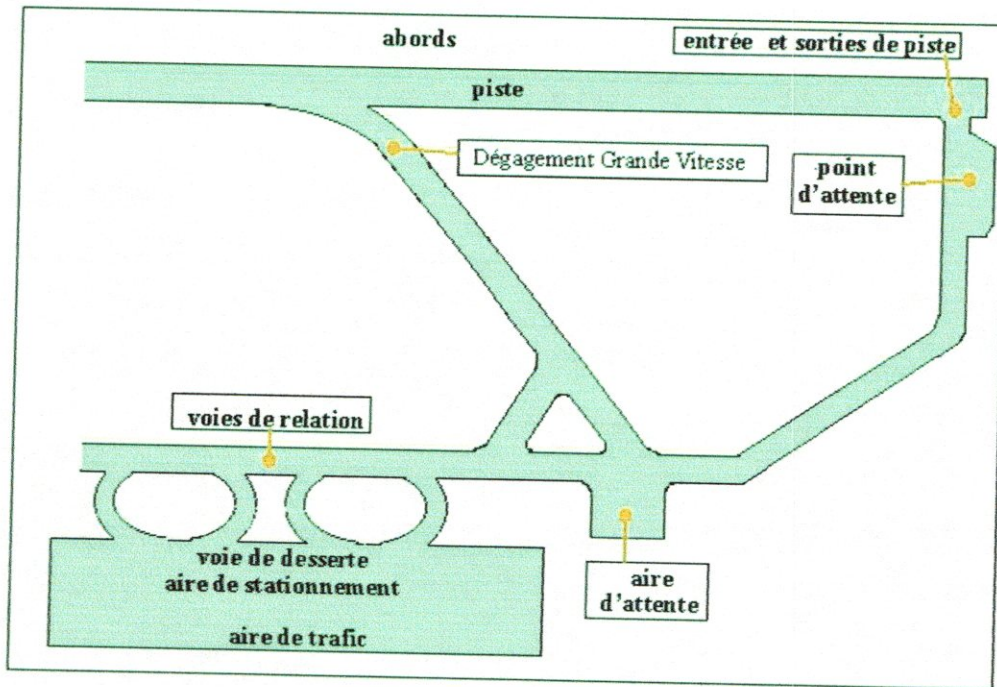 abords
entrée et sorties de piste
piste
Dégagement Grande Vitesse
point
d'attente
voies de relation
voie de desserte
aire de stationnement
aire
d'attente
aire de trafic